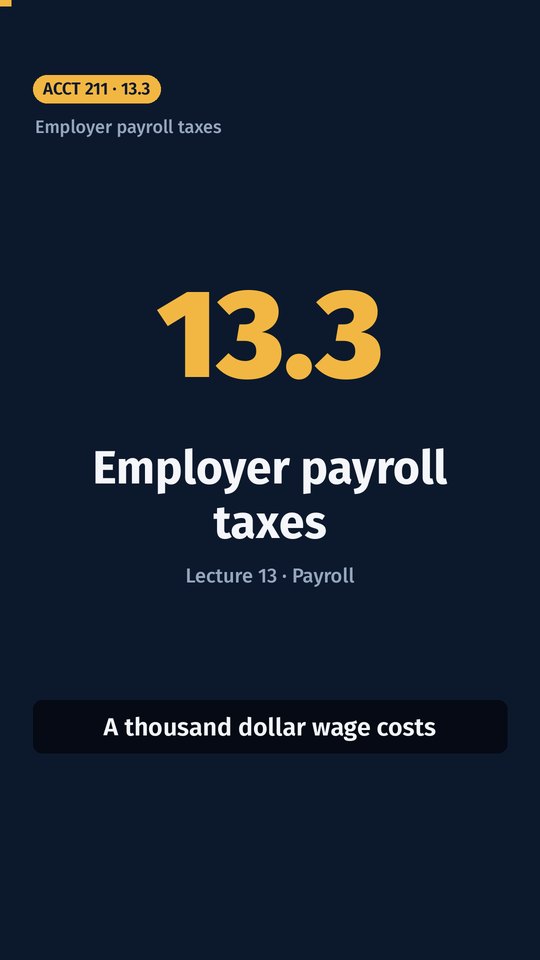 ACCT 211 · 13.3
Employer payroll taxes
13.3
Employer payroll
taxes
Lecture 13 · Payroll
A thousand dollar wage costs